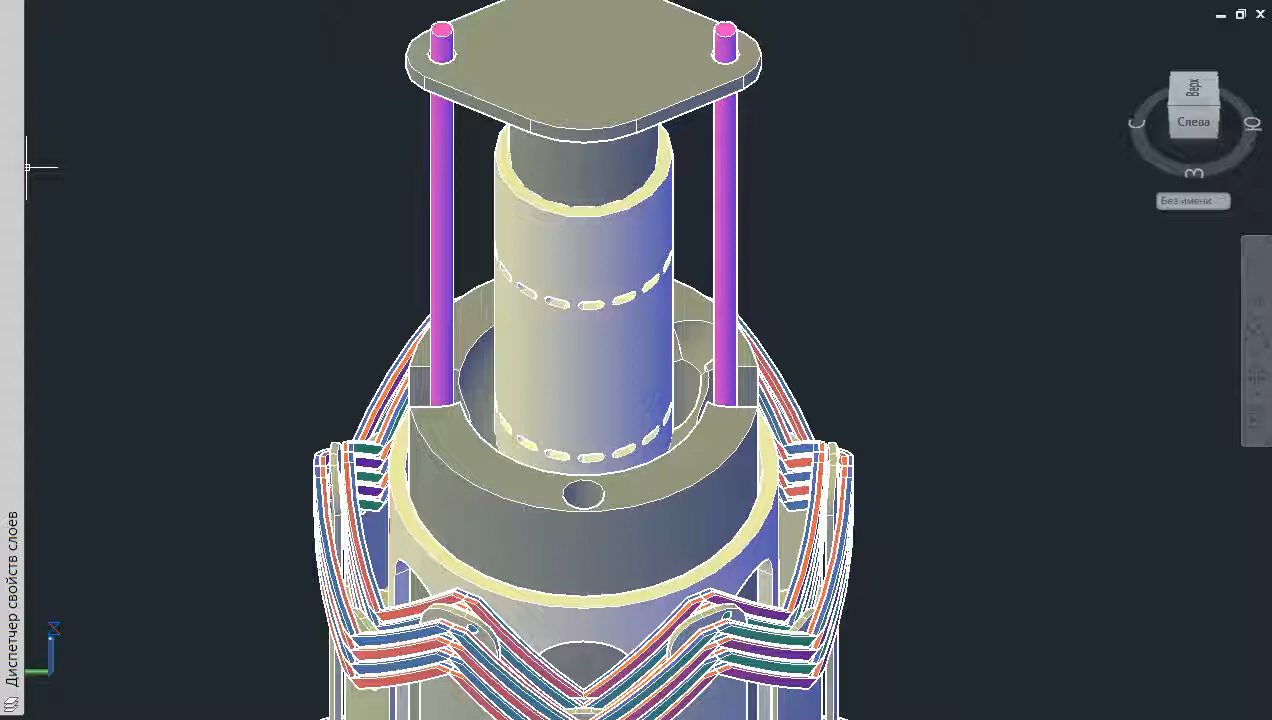 Верх
Слева
С
Ю
З
Без имени
Диспетчер свойств слоев